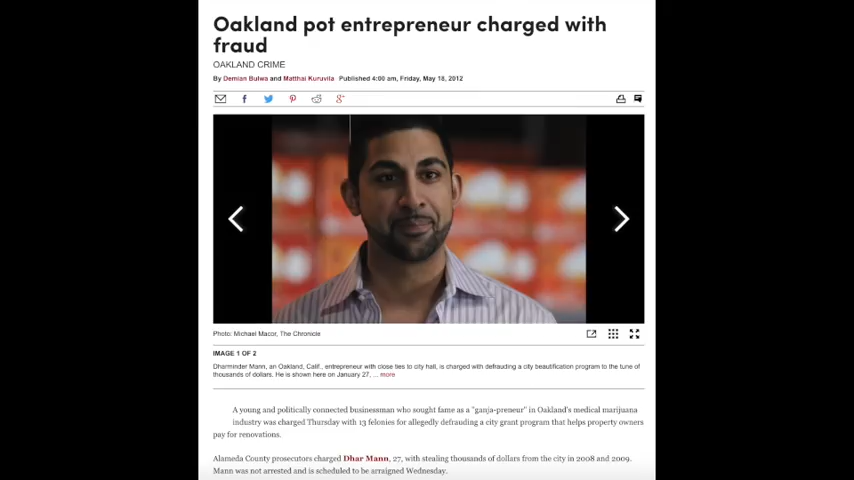 Oakland pot entrepreneur charged with
fraud
OAKLAND CRIME
By Demian Bulwa and Matthai Kuruvila Published 4:00 am, Friday, May 18, 2012
Photo: Michael Macor, The Chronicle
IMAGE 1 OF 2
Dharminder Mann, an Oakland, Calif., entrepreneur with close ties to city hall, is charged with defrauding a city beautification program to the tune of
thousands of dollars. He is shown here on January 27, ... more
A young and politically connected businessman who sought fame as a "ganja-preneur" in Oakland's medical marijuana
industry was charged Thursday with 13 felonies for allegedly defrauding a city grant program that helps property owners
pay for renovations.
Alameda County prosecutors charged Dhar Mann, 27, with stealing thousands of dollars from the city in 2008 and 2009.
Mann was not arrested and is scheduled to be arraigned Wednesday.